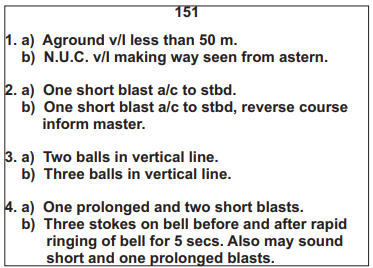 151
1. a) Aground v/l less than 50 m.
b) N.U.C. v/l making way seen from astern.
2. a) One short blast a/c to stbd.
b) One short blast a/c to stbd, reverse course
inform master.
3. a) Two balls in vertical line.
b) Three balls in vertical line.
4. a) One prolonged and two short blasts.
b) Three stokes on bell before and after rapid
ringing of bell for 5 secs. Also may sound
short and one prolonged blasts.